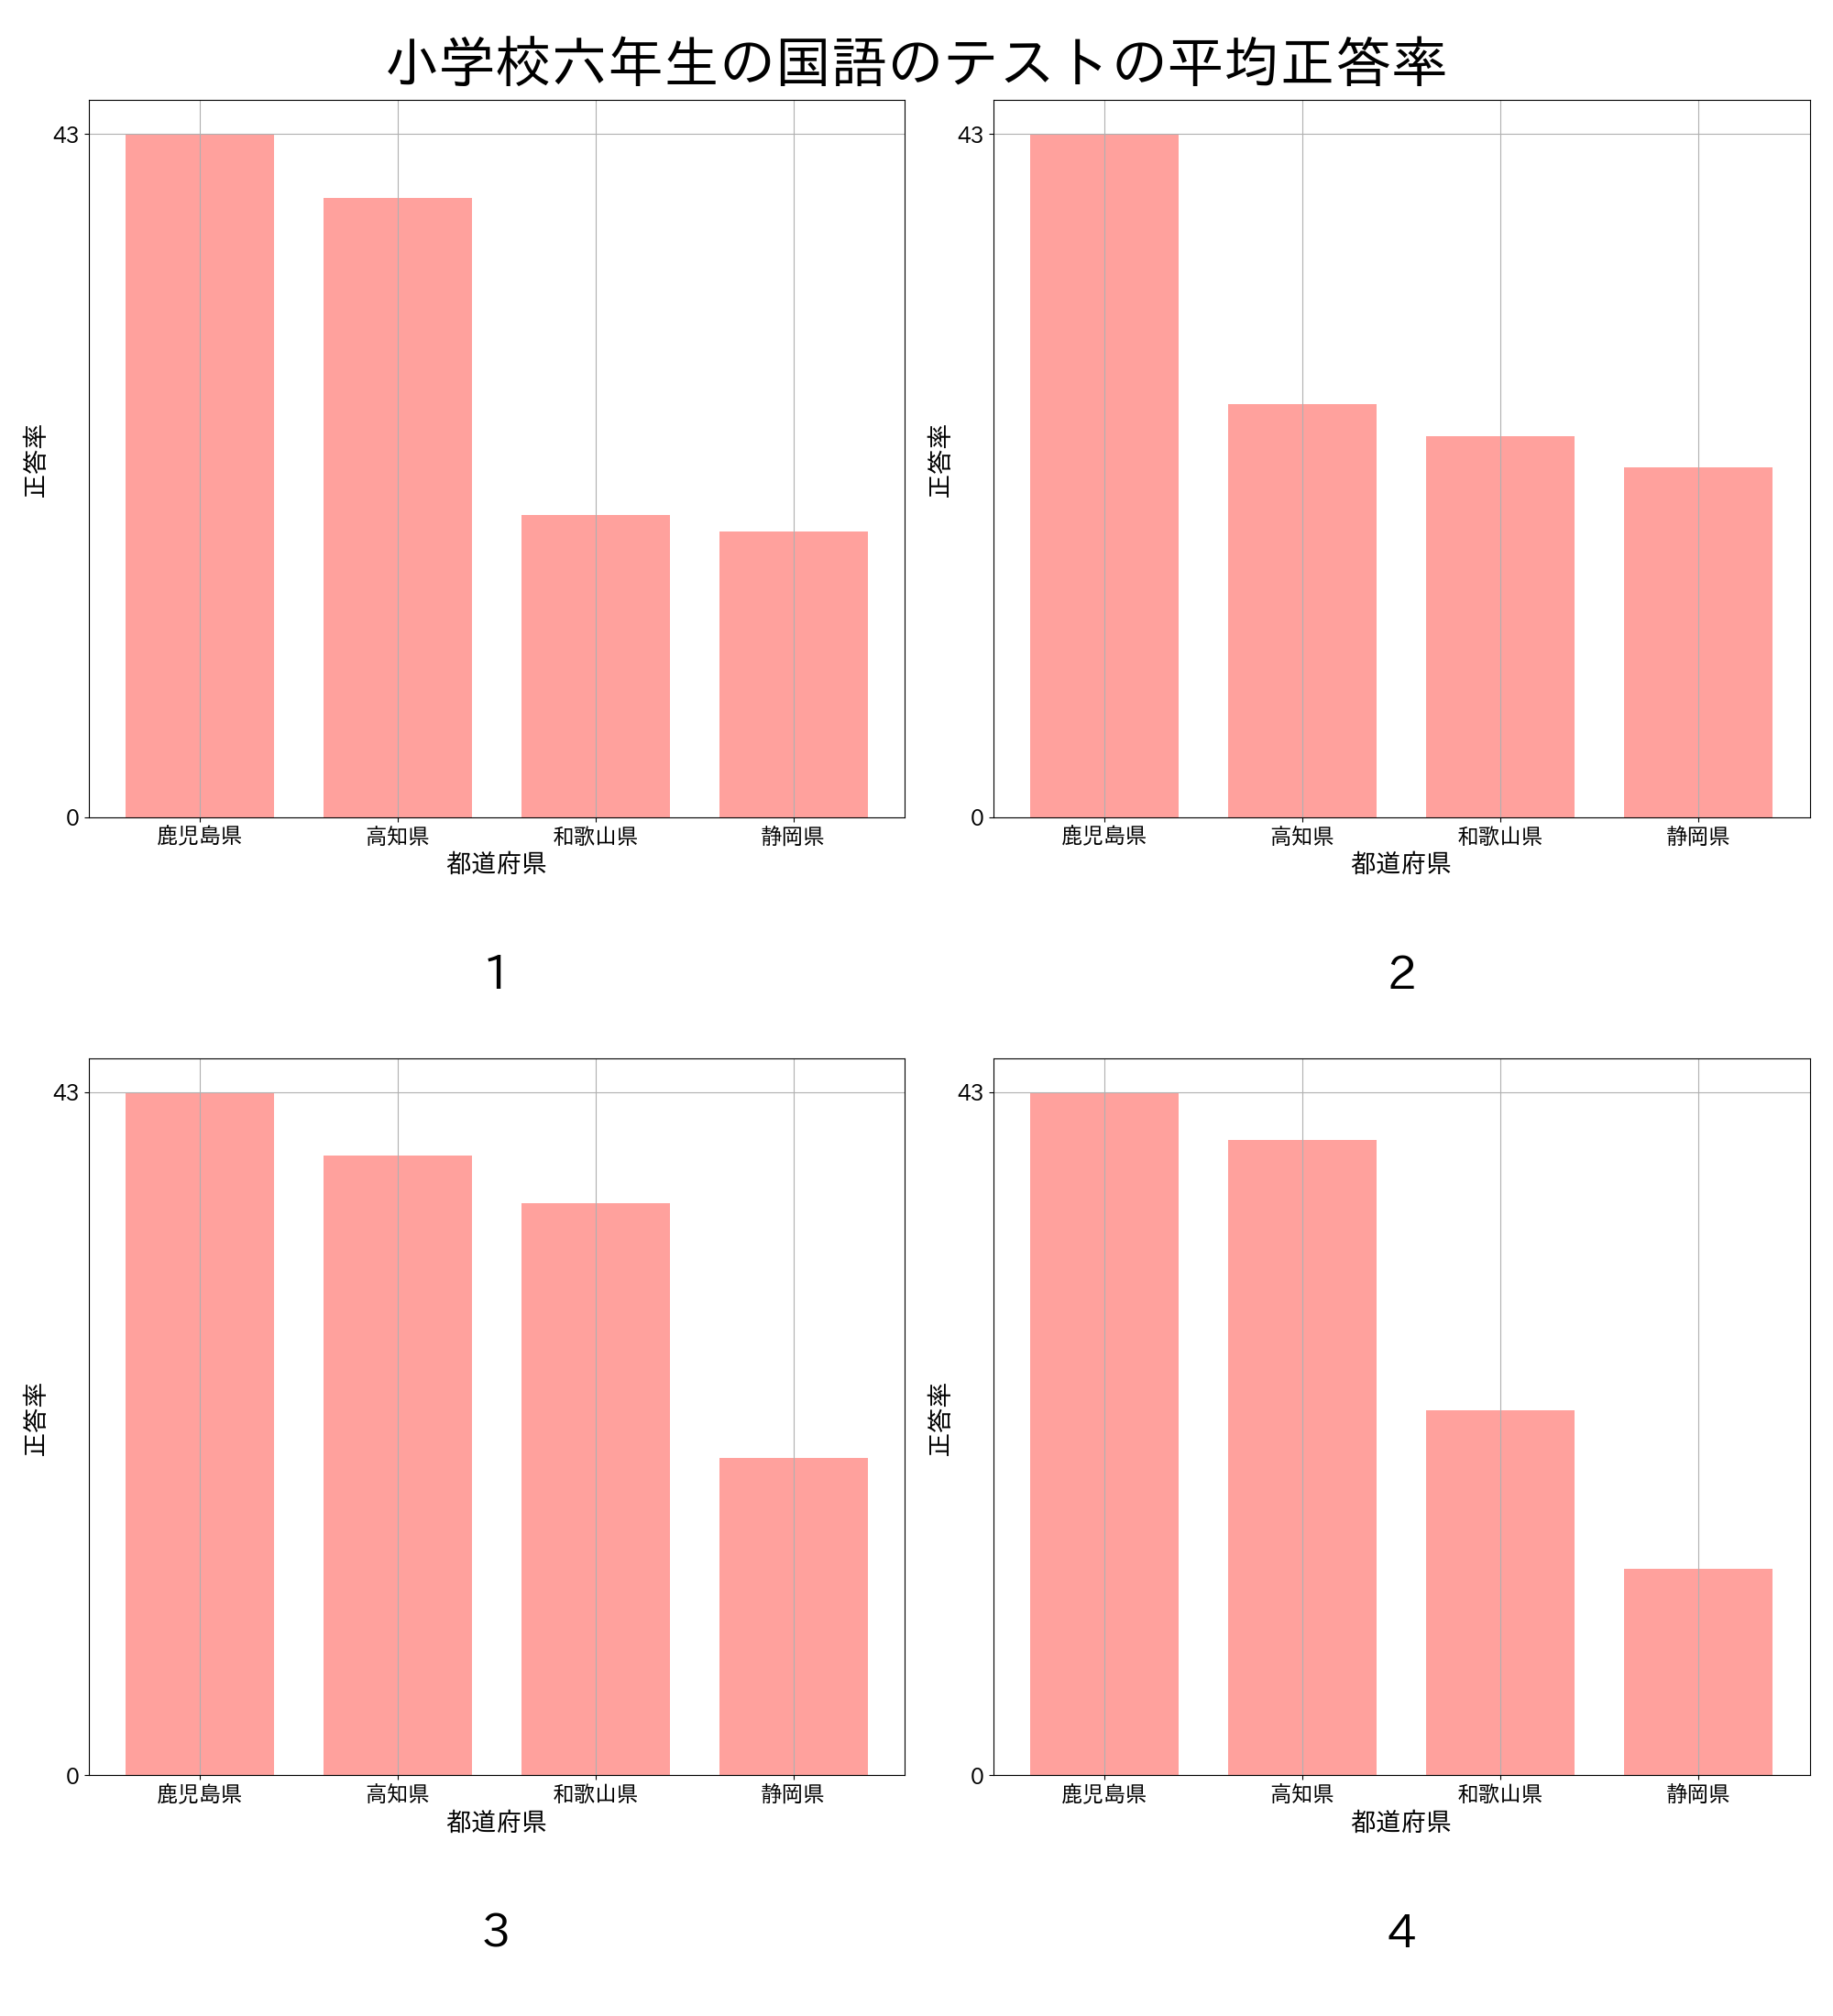 小学校六年生の国語のテストの平均正答率
43
0
正答率
鹿児島県 高知県 和歌山県 静岡県
都道府県
1
43
0
正答率
鹿児島県 高知県 和歌山県 静岡県
都道府県
2
43
0
正答率
鹿児島県 高知県 和歌山県 静岡県
都道府県
3
43
0
正答率
鹿児島県 高知県 和歌山県 静岡県
都道府県
4